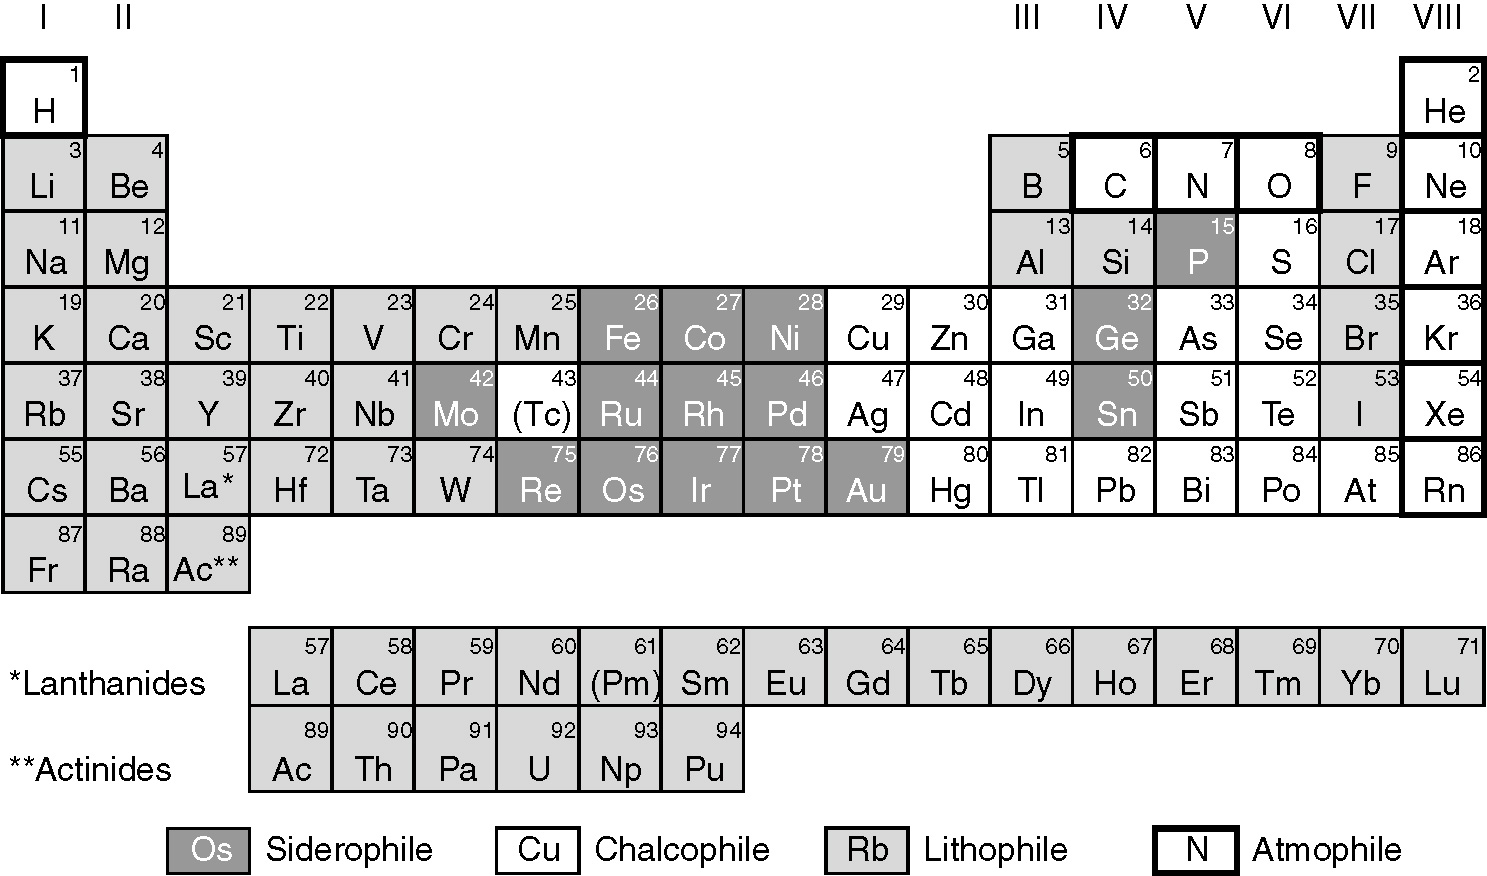 I II III IV V VI VII VIII
1 2
H He
3 4 5 6 7 8 9 10
Li Be B C N O F Ne
11 12 13 14 15 16 17 18
Na Mg Al Si P S Cl Ar
19 20 21 22 23 24 25 26 27 28 29 30 31 32 33 34 35 36
K Ca Sc Ti V Cr Mn Fe Co Ni Cu Zn Ga Ge As Se Br Kr
37 38 39 40 41 42 43 44 45 46 47 48 49 50 51 52 53 54
Rb Sr Y Zr Nb Mo (Tc) Ru Rh Pd Ag Cd In Sn Sb Te I Xe
55 56 57 72 73 74 75 76 77 78 79 80 81 82 83 84 85 86
Cs Ba La* Hf Ta W Re Os Ir Pt Au Hg Tl Pb Bi Po At Rn
87 88 89
Fr Ra Ac**
57 58 59 60 61 62 63 64 65 66 67 68 69 70 71
*Lanthanides La Ce Pr Nd (Pm) Sm Eu Gd Tb Dy Ho Er Tm Yb Lu
89 90 91 92 93 94
**Actinides Ac Th Pa U Np Pu
Os Siderophile Cu Chalcophile Rb Lithophile N Atmophile